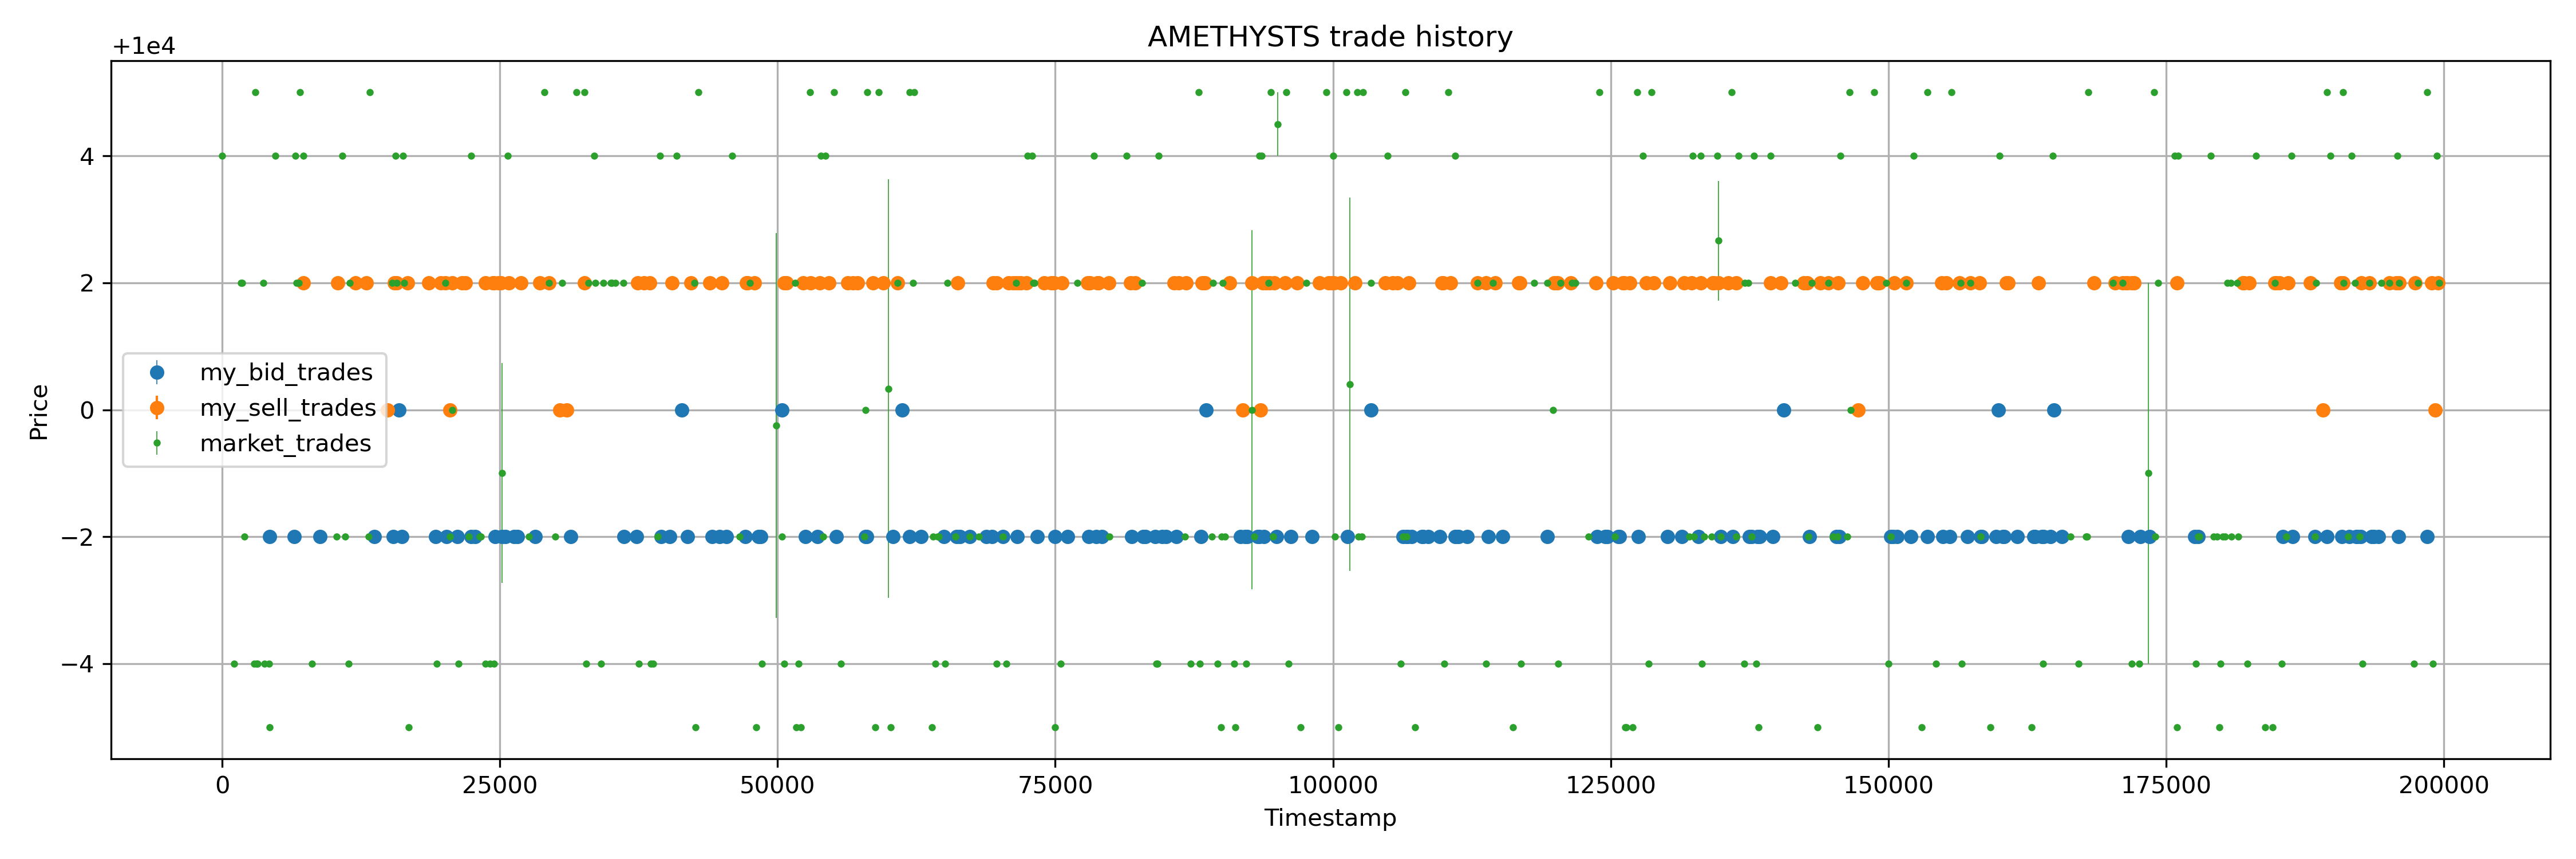 AMETHYSTS trade history
+1e4
4
2
0
−2
−4
Price
my_bid_trades
my_sell_trades
market_trades
0
25000
50000
75000
100000
125000
150000
175000
200000
Timestamp